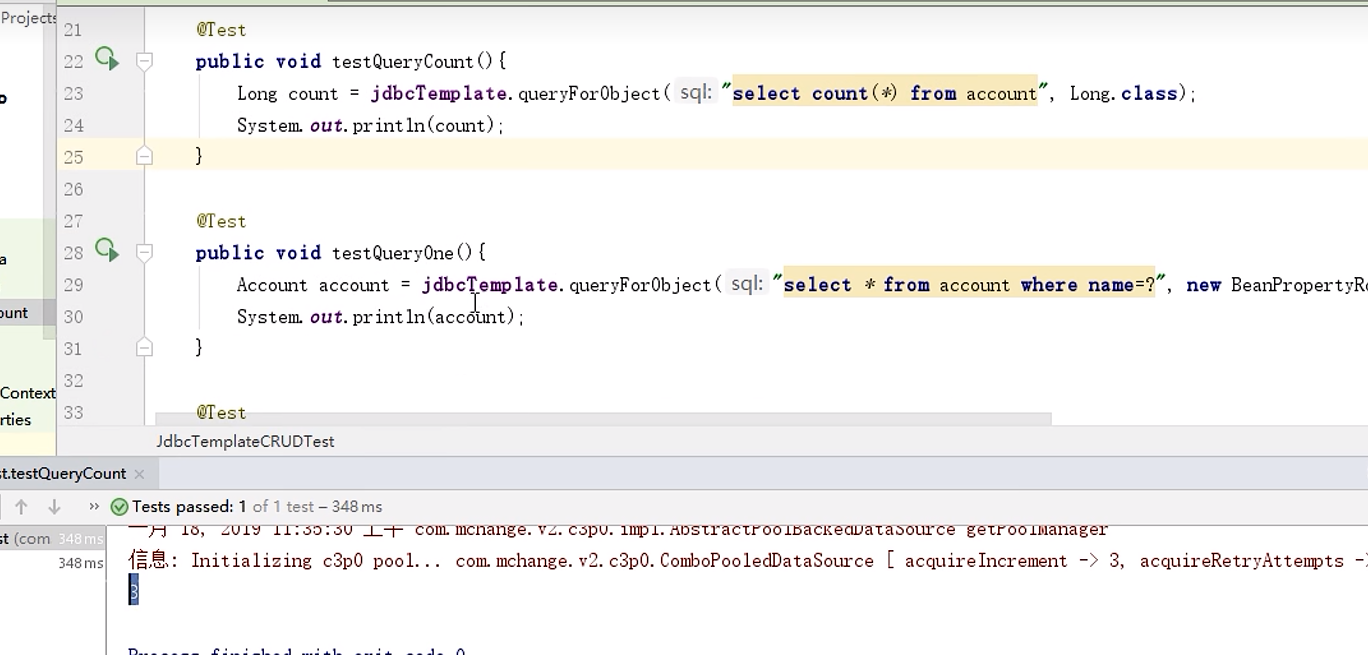 Projects
21 @Test
22 public void testQueryCount(){
23 Long count = jdbcTemplate.queryForObject( sql: "select count(*) from account", Long.class);
24 System.out.println(count);
25 }
26
27 @Test
28 public void testQueryOne(){
29 Account account = jdbcTemplate.queryForObject( sql: "select * from account where name=?", new BeanPropertyRo
30 System.out.println(account);
31 }
32
33 @Test
o
a
ount
Context
rties
JdbcTemplateCRUDTest
st.testQueryCount ×
» Tests passed: 1 of 1 test – 348 ms
st (com 348 ms
348 ms
一月 18, 2019 11:35:30 上午 com.mchange.v2.c3p0.impl.AbstractPoolBackedDataSource getPoolManager
信息: Initializing c3p0 pool... com.mchange.v2.c3p0.ComboPooledDataSource [ acquireIncrement -> 3, acquireRetryAttempts ->
3
Process finished with exit code 0